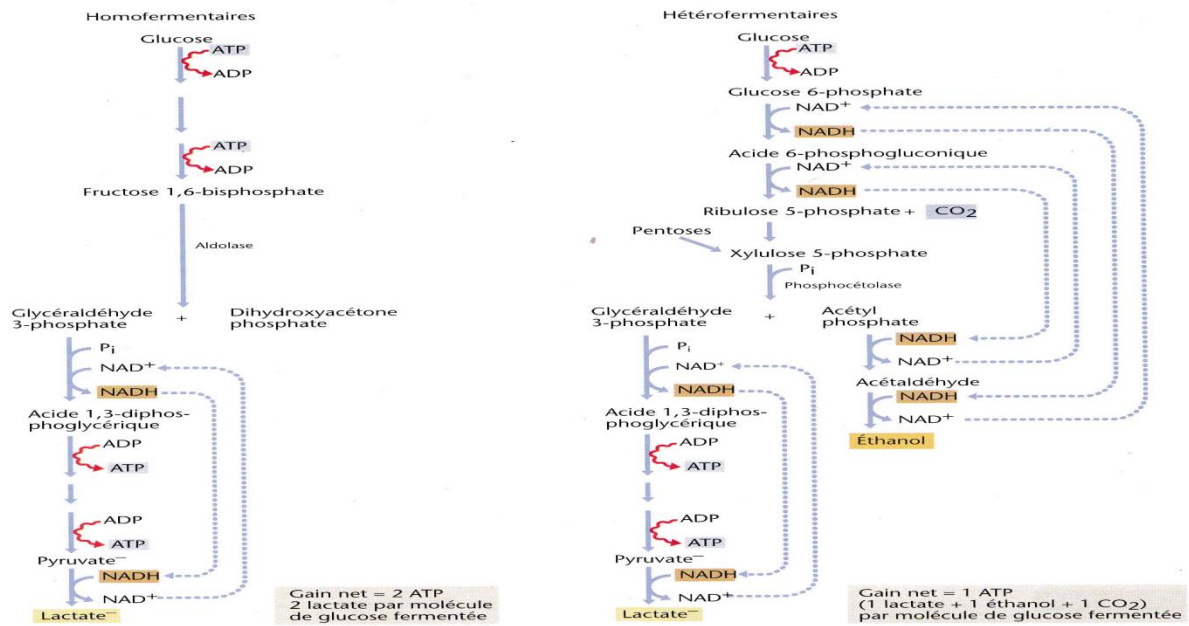 Homofermentaires
Glucose
ATP
ADP
ATP
ADP
Fructose 1,6-bisphosphate
Aldolase
Glycéraldéhyde
3-phosphate
+
Dihydroxyacétone
phosphate
Pi
NAD+
NADH
Acide 1,3-diphos-
phoglycérique
ADP
ATP
ADP
ATP
Pyruvate–
NADH
NAD+
Lactate–
Gain net = 2 ATP
2 lactate par molécule
de glucose fermentée
Hétérofermentaires
Glucose
ATP
ADP
Glucose 6-phosphate
NAD+
NADH
Acide 6-phosphogluconique
NAD+
NADH
Ribulose 5-phosphate + CO2
Pentoses
Xylulose 5-phosphate
Pi
Phosphocétolase
Glycéraldéhyde
3-phosphate
+
Acétyl
phosphate
Pi
NAD+
NADH
Acide 1,3-diphos-
phoglycérique
ADP
ATP
ADP
ATP
Pyruvate–
NADH
NAD+
Lactate–
NADH
NAD+
Acétaldéhyde
NADH
NAD+
Éthanol
Gain net = 1 ATP
(1 lactate + 1 éthanol + 1 CO2)
par molécule de glucose fermentée